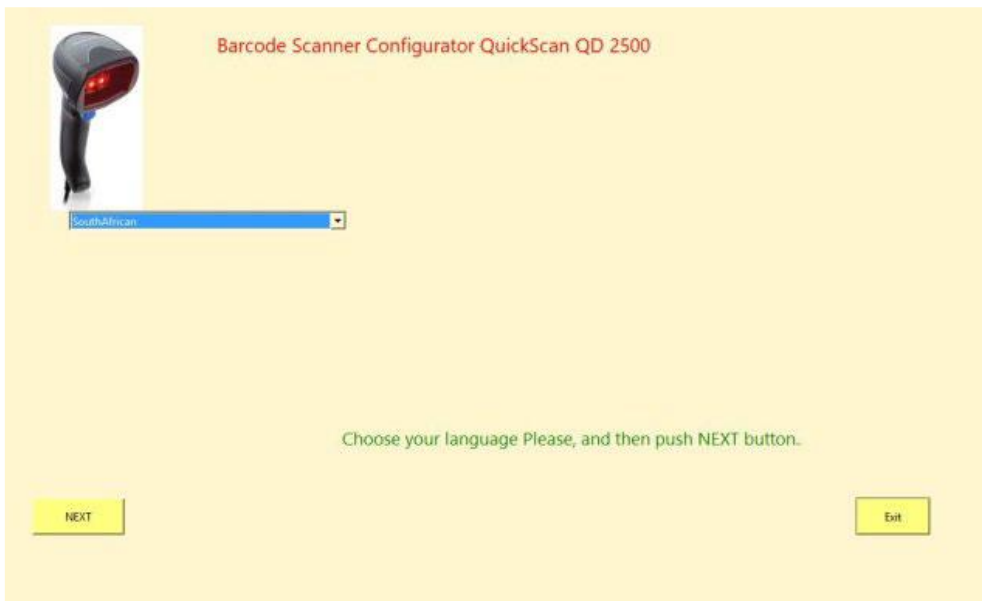 Barcode Scanner Configurator QuickScan QD 2500
SouthAfrican
Choose your language Please, and then push NEXT button.
NEXT
Exit